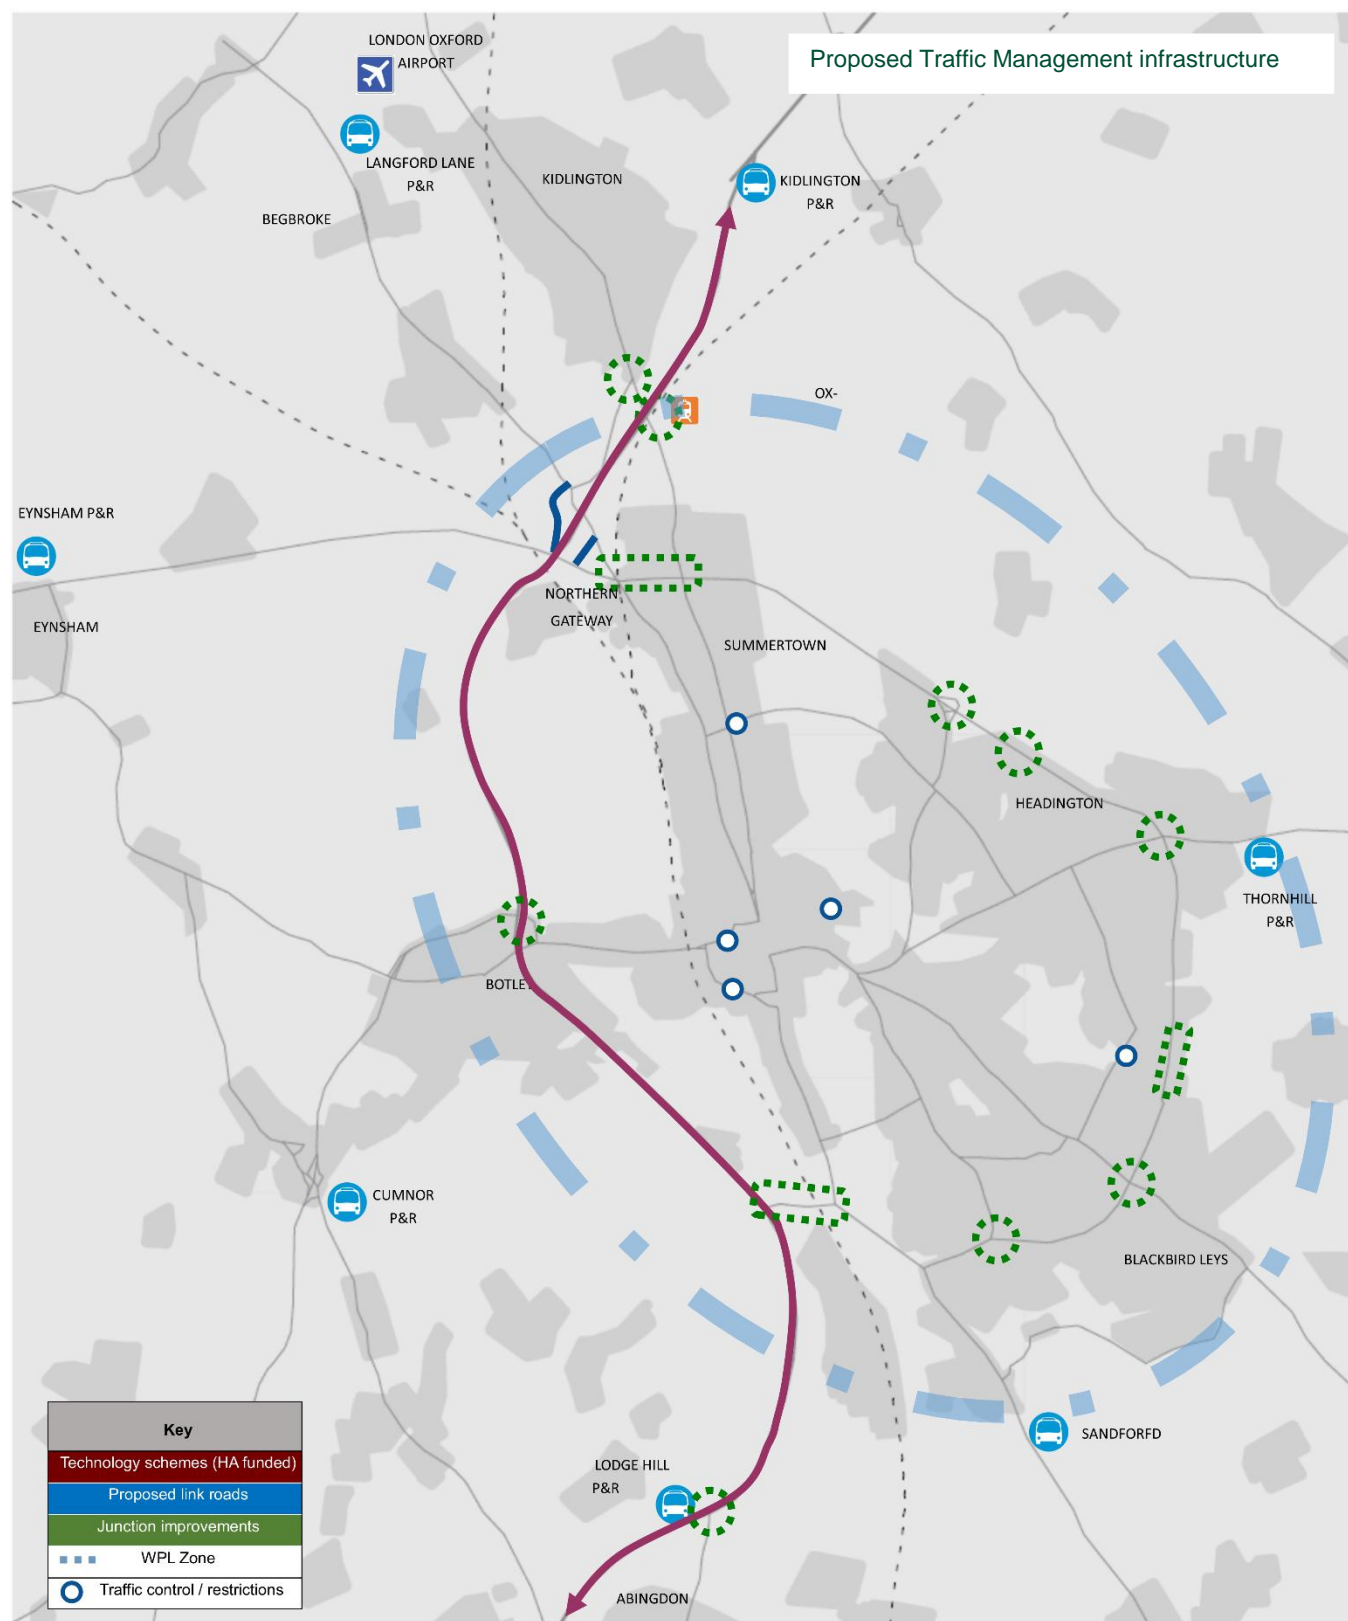 LONDON OXFORD
AIRPORT
Proposed Traffic Management infrastructure
LANGFORD LANE
P&R
KIDLINGTON
KIDLINGTON
P&R
BEGBROKE
OX-
EYNSHAM P&R
EYNSHAM
NORTHERN
GATEWAY
SUMMERTOWN
HEADINGTON
THORNHILL
P&R
BOTLEY
CUMNOR
P&R
BLACKBIRD LEYS
SANDFORFD
LODGE HILL
P&R
ABINGDON
Key
Technology schemes (HA funded)
Proposed link roads
Junction improvements
WPL Zone
Traffic control / restrictions